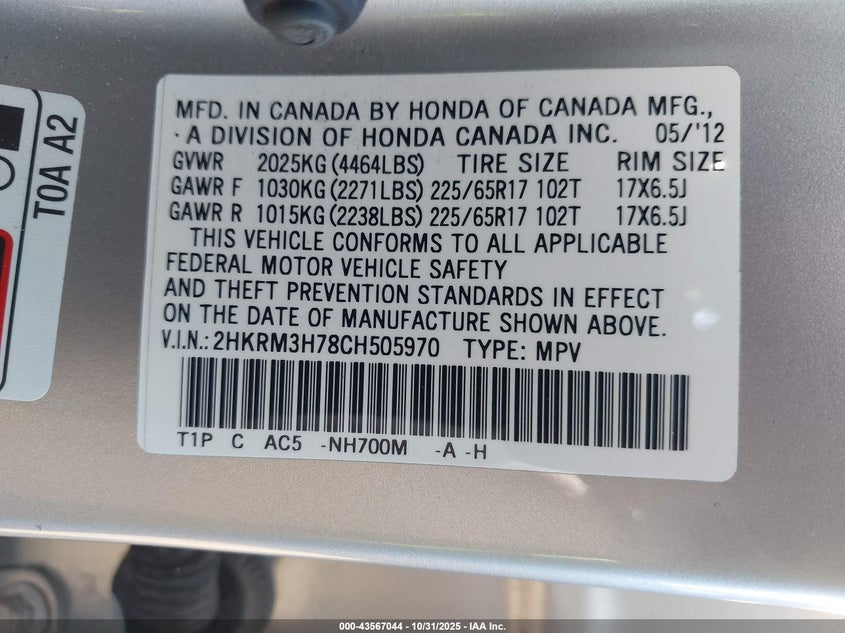 MFD. IN CANADA BY HONDA OF CANADA MFG.,
A DIVISION OF HONDA CANADA INC. 05/'12
GVWR 2025KG (4464LBS) TIRE SIZE RIM SIZE
GAWR F 1030KG (2271LBS) 225/65R17 102T 17X6.5J
GAWR R 1015KG (2238LBS) 225/65R17 102T 17X6.5J
THIS VEHICLE CONFORMS TO ALL APPLICABLE
FEDERAL MOTOR VEHICLE SAFETY
AND THEFT PREVENTION STANDARDS IN EFFECT
ON THE DATE OF MANUFACTURE SHOWN ABOVE.
V.I.N.: 2HKRM3H78CH505970 TYPE: MPV
T1P C AC5 -NH700M -A -H
T0A A2
000-43567044 | 10/31/2025 - IAA Inc.